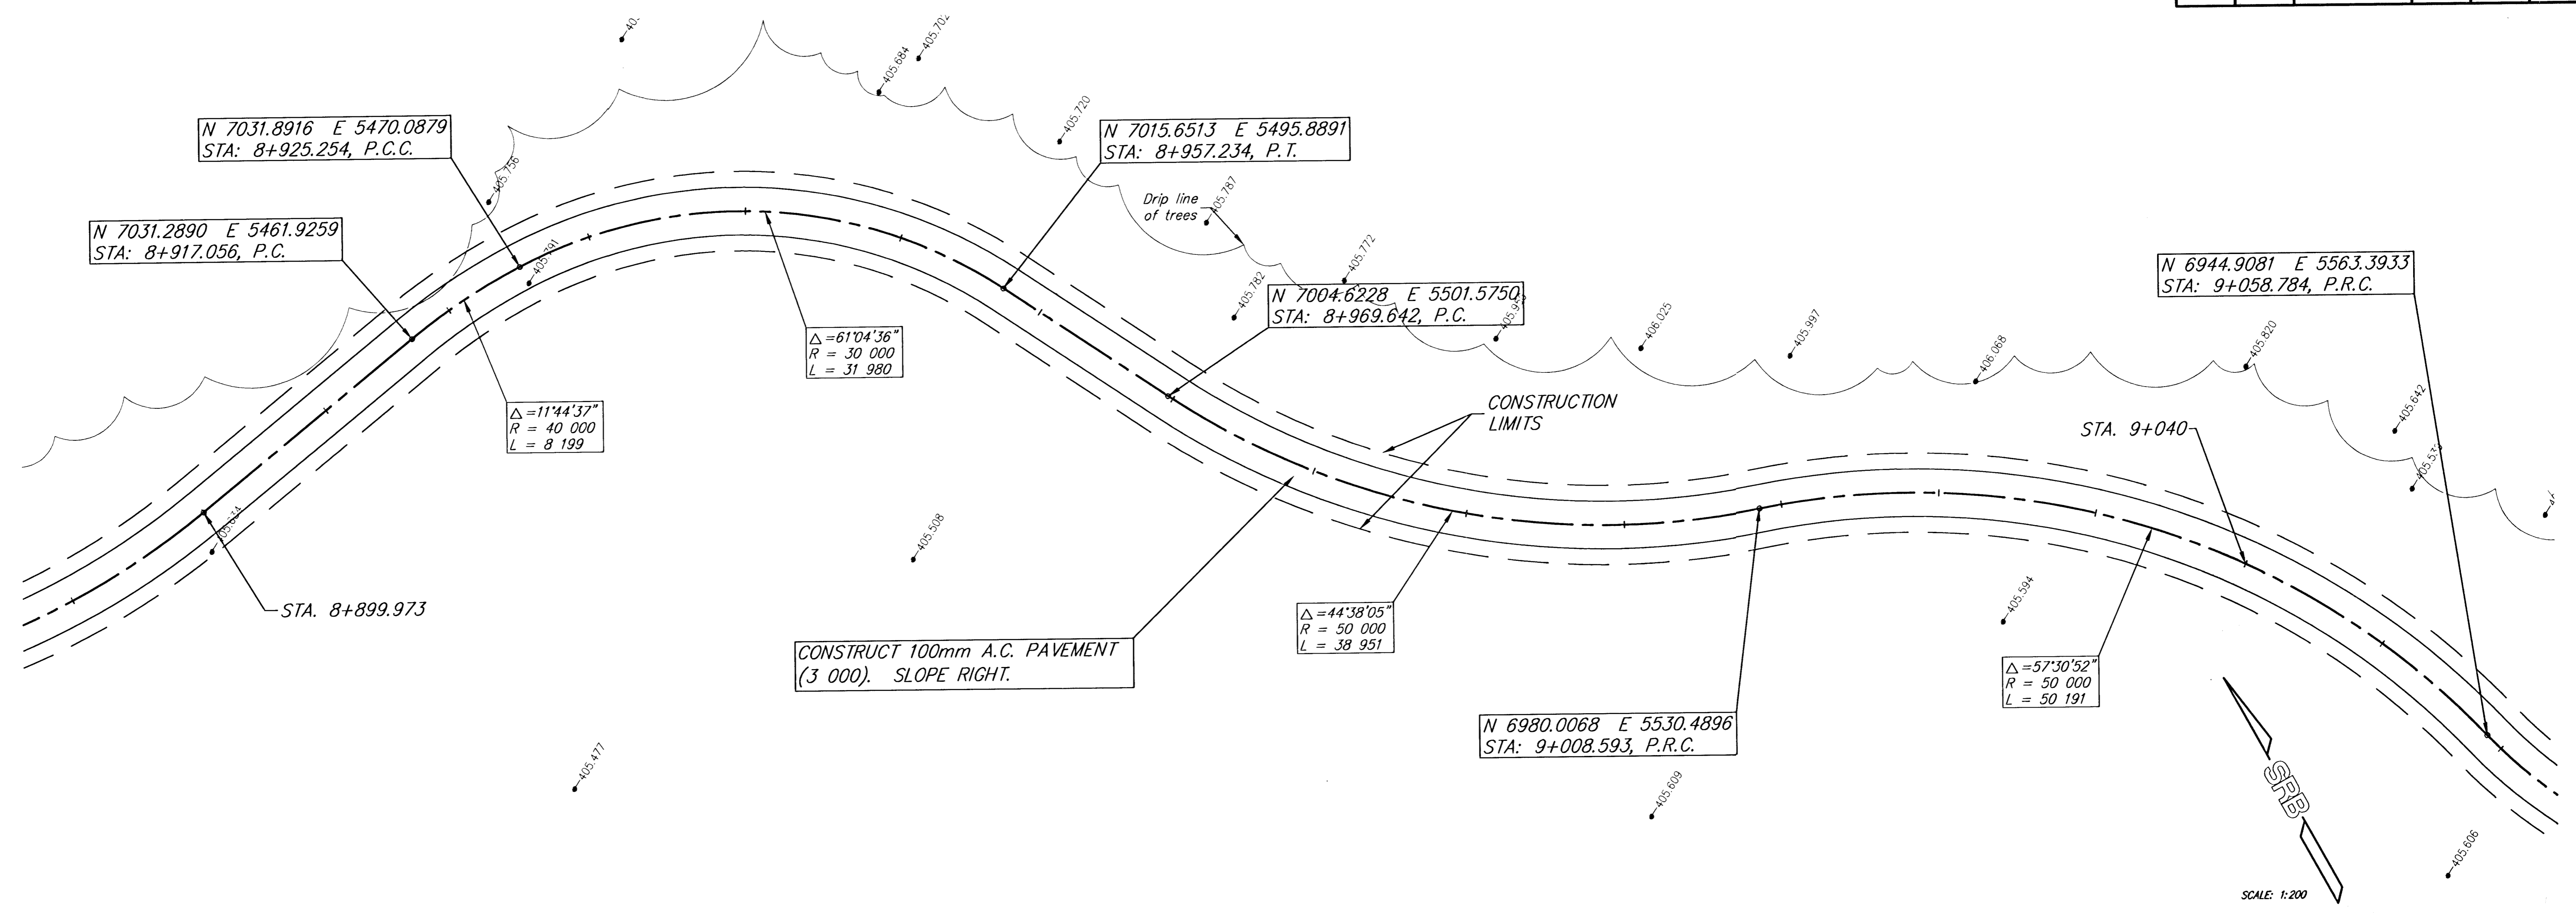 405.702
405.684
405.720
N 7031.8916 E 5470.0879
STA: 8+925.254, P.C.C.
N 7015.6513 E 5495.8891
STA: 8+957.234, P.T.
405.756
Drip line
of trees
405.787
N 7031.2890 E 5461.9259
STA: 8+917.056, P.C.
405.791
405.772
405.782
N 7004.6228 E 5501.5750
STA: 8+969.642, P.C.
N 6944.9081 E 5563.3933
STA: 9+058.784, P.R.C.
406.025
405.997
406.068
405.820
△=61°04'36"
R = 30 000
L = 31 980
△=11°44'37"
R = 40 000
L = 8 199
CONSTRUCTION
LIMITS
STA. 9+040
405.642
405.508
STA. 8+899.973
△=44°38'05"
R = 50 000
L = 38 951
405.594
CONSTRUCT 100mm A.C. PAVEMENT
(3 000). SLOPE RIGHT.
△=57°30'52"
R = 50 000
L = 50 191
N 6980.0068 E 5530.4896
STA: 9+008.593, P.R.C.
405.477
405.609
SRB
405.606
SCALE: 1:200